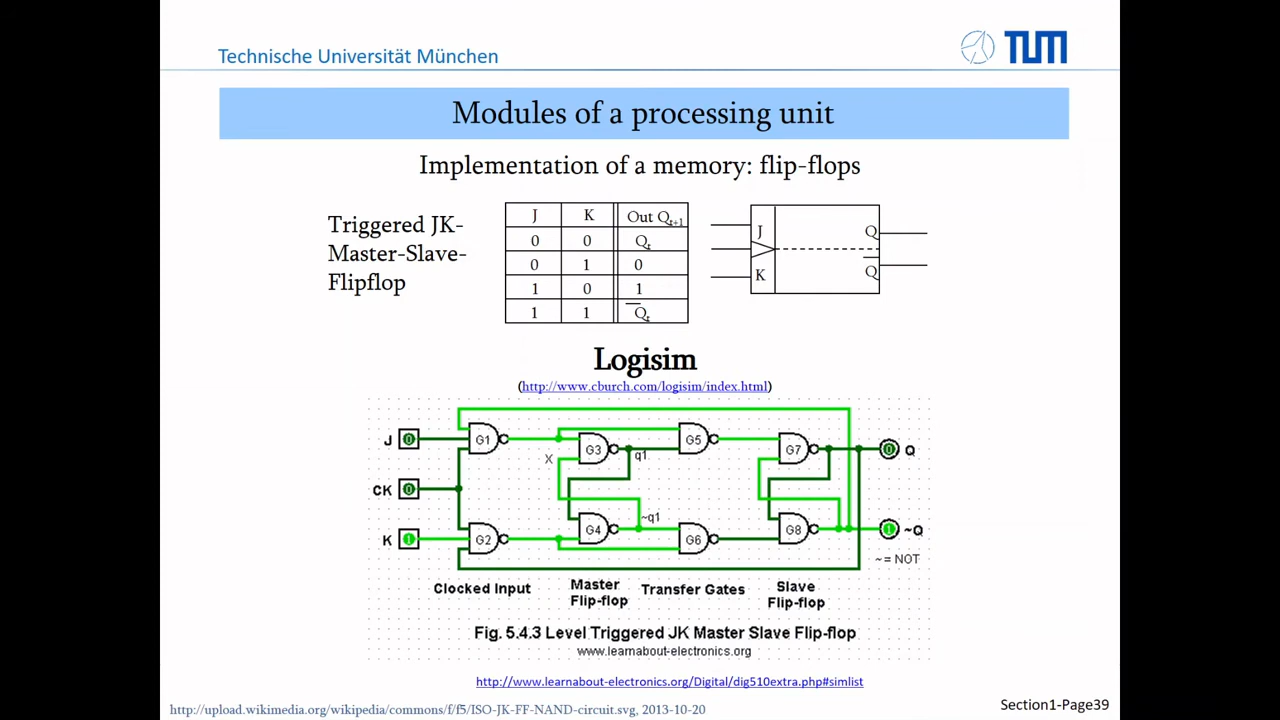 Technische Universität München
TUM
Modules of a processing unit
Implementation of a memory: flip-flops
Triggered JK-
Master-Slave-
Flipflop
J K Out Qt+1
0 0 Qt
0 1 0
1 0 1
1 1 Q̅t
J
K
Q
Q̅
Logisim
(http://www.cburch.com/logisim/index.html)
J 0 G1 G3 q1 G5 G7 0 Q
X
CK 0
K 1 G2 G4 ~q1 G6 G8 1 ~Q
~ = NOT
Clocked Input
Master
Flip-flop
Transfer Gates
Slave
Flip-flop
Fig. 5.4.3 Level Triggered JK Master Slave Flip-flop
www.learnabout-electronics.org
http://www.learnabout-electronics.org/Digital/dig510extra.php#simlist
Section1-Page39
http://upload.wikimedia.org/wikipedia/commons/f/f5/ISO-JK-FF-NAND-circuit.svg, 2013-10-20